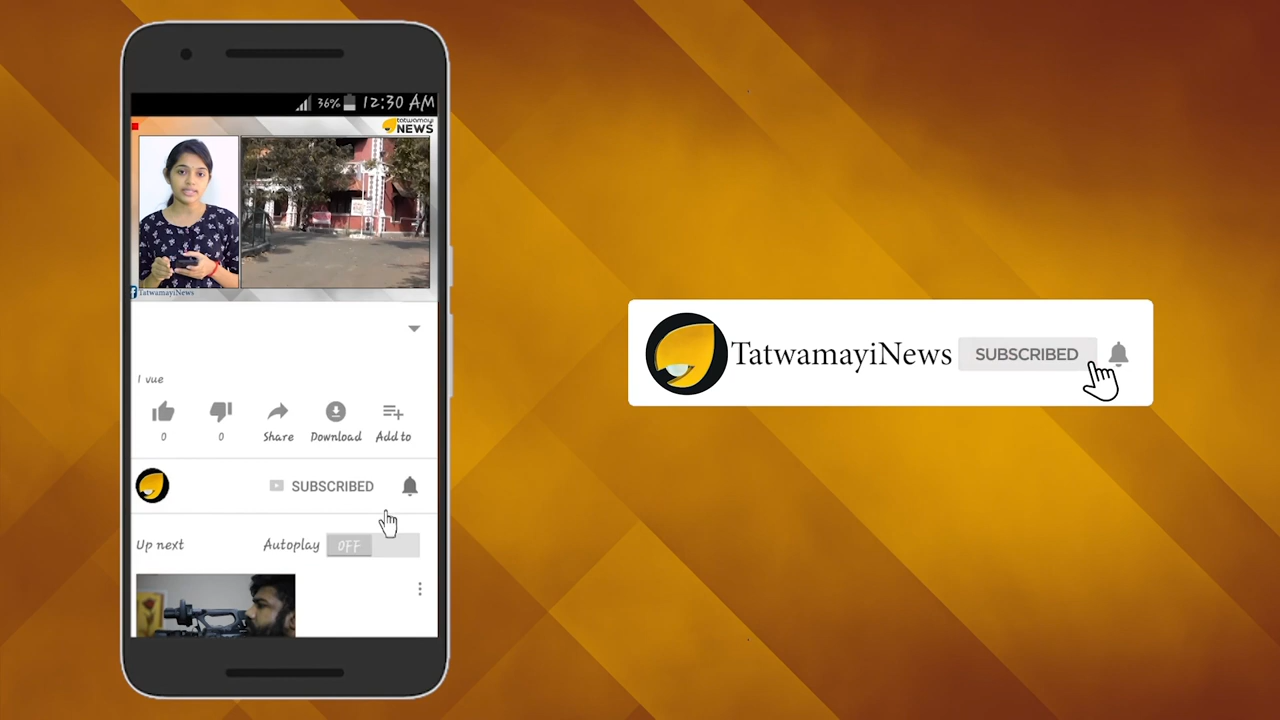 36% 12:30 AM
tatwamayi
NEWS
TatwamayiNews
1 vue
0 0 Share Download Add to
SUBSCRIBED
Up next Autoplay OFF
TatwamayiNews SUBSCRIBED